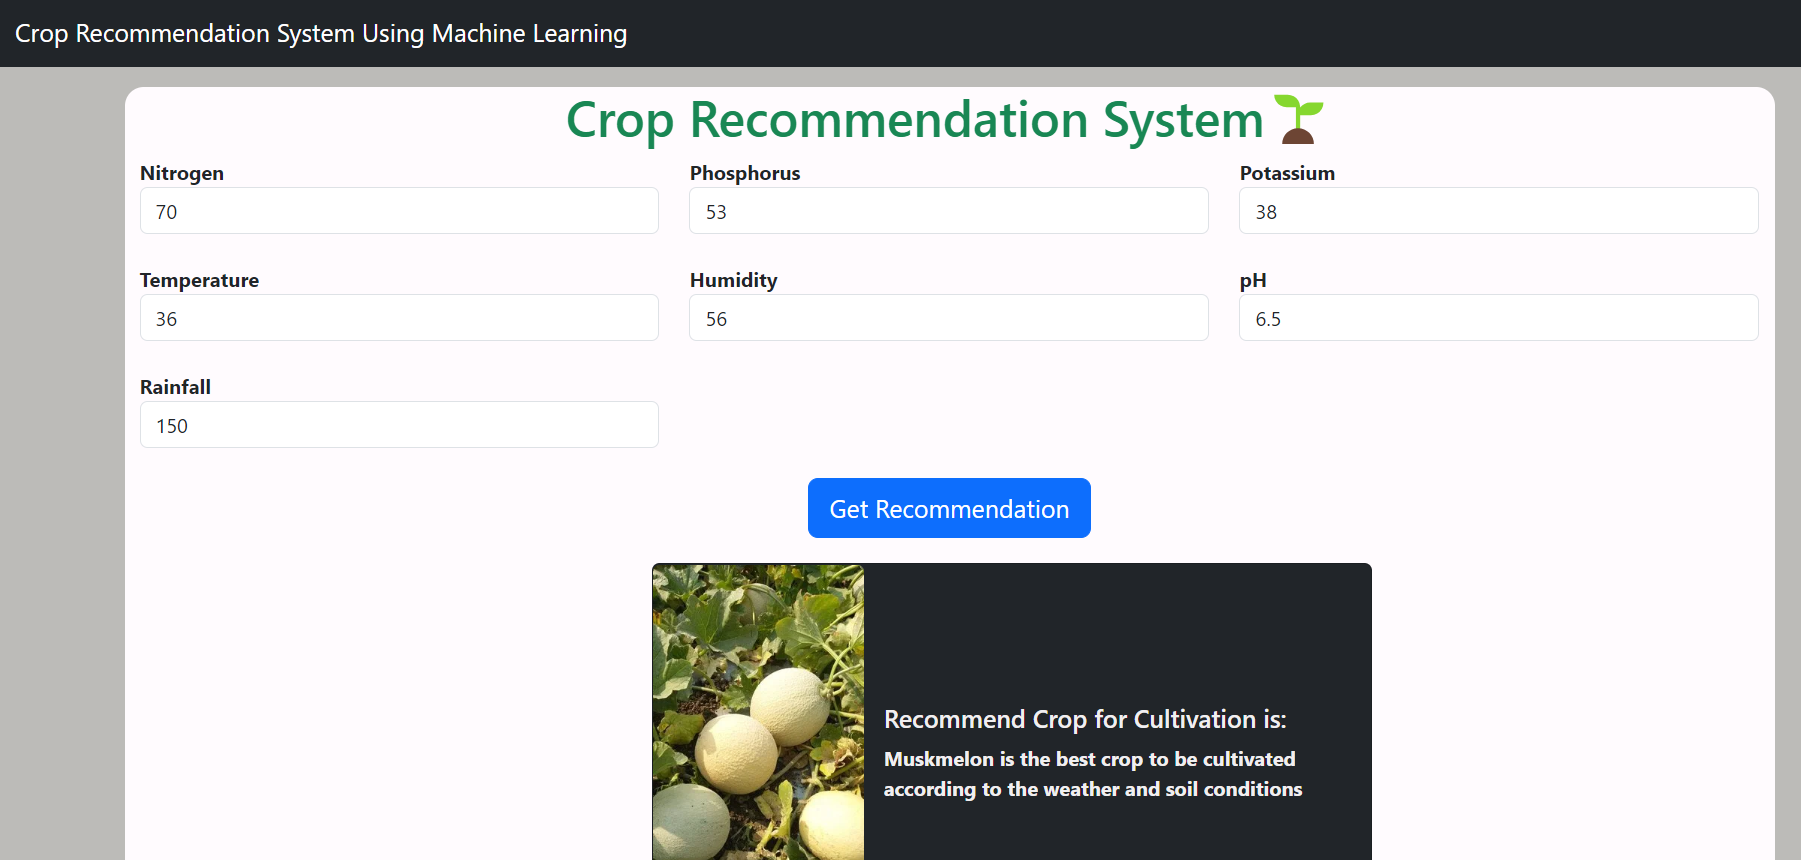 Crop Recommendation System Using Machine Learning
Crop Recommendation System
Nitrogen Phosphorus Potassium
70 53 38
Temperature Humidity pH
36 56 6.5
Rainfall
150
Get Recommendation
Recommend Crop for Cultivation is:
Muskmelon is the best crop to be cultivated
according to the weather and soil conditions